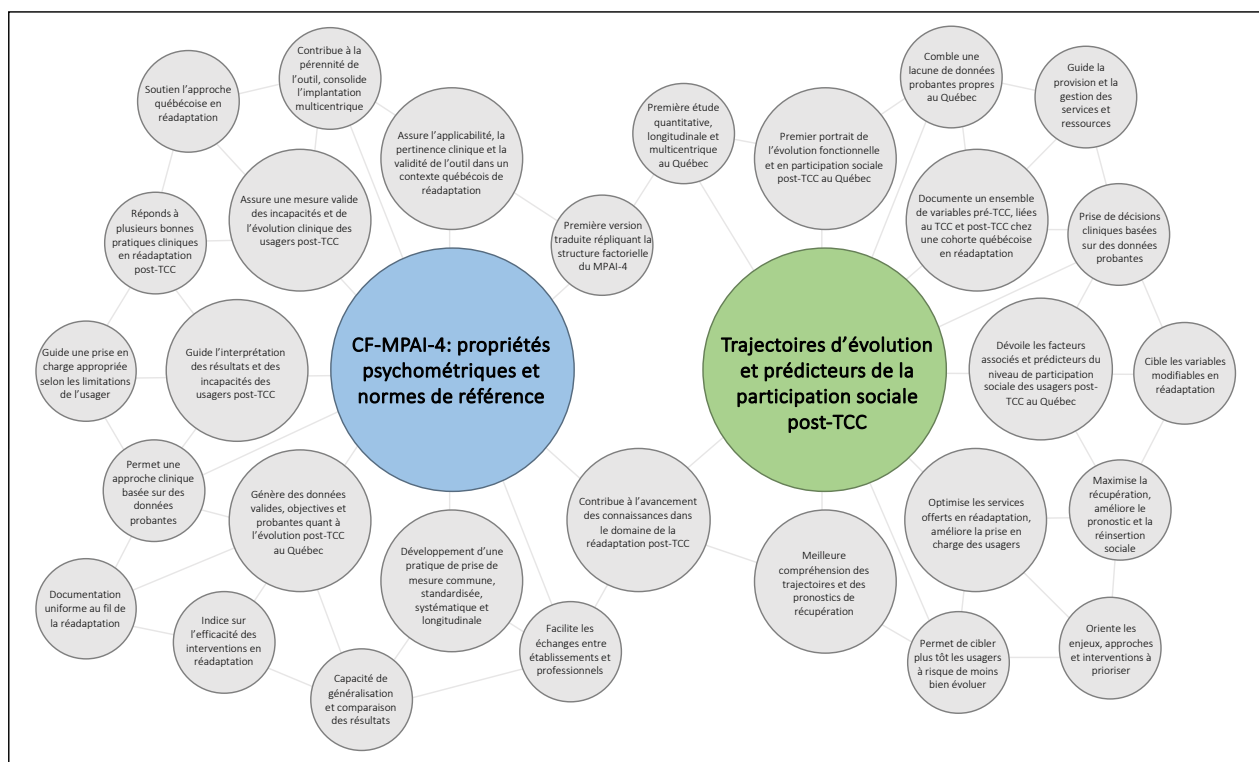 Contribue à la
pérennité de
l’outil, consolide
l’implantation
multicentrique
Soutien l’approche
québécoise en
réadaptation
Assure l’applicabilité, la
pertinence clinique et la
validité de l’outil dans un
contexte québécois de
réadaptation
Assure une mesure valide
des incapacités et de
l’évolution clinique des
usagers post-TCC
Réponds à
plusieurs bonnes
pratiques cliniques
en réadaptation
post-TCC
Première version
traduite répliquant la
structure factorielle
du MPAI-4
CF-MPAI-4: propriétés
psychométriques et
normes de référence
Guide une prise en
charge appropriée
selon les limitations
de l’usager
Guide l’interprétation
des résultats et des
incapacités des
usagers post-TCC
Permet une
approche clinique
basée sur des
données
probantes
Génère des données
valides, objectives et
probantes quant à
l’évolution post-TCC
au Québec
Développement d’une
pratique de prise de
mesure commune,
standardisée,
systématique et
longitudinale
Documentation
uniforme au fil de
la réadaptation
Indice sur
l’efficacité des
interventions en
réadaptation
Capacité de
généralisation
et comparaison
des résultats
Facilite les
échanges entre
établissements et
professionnels
Contribue à l’avancement
des connaissances dans
le domaine de la
réadaptation post-TCC
Première étude
quantitative,
longitudinale et
multicentrique
au Québec
Premier portrait de
l’évolution fonctionnelle
et en participation sociale
post-TCC au Québec
Comble une
lacune de données
probantes propres
au Québec
Guide la
provision et la
gestion des
services et
ressources
Documente un ensemble
de variables pré-TCC, liées
au TCC et post-TCC chez
une cohorte québécoise
en réadaptation
Prise de décisions
cliniques basées
sur des données
probantes
Trajectoires d’évolution
et prédicteurs de la
participation sociale
post-TCC
Dévoile les facteurs
associés et prédicteurs du
niveau de participation
sociale des usagers post-
TCC au Québec
Cible les variables
modifiables en
réadaptation
Optimise les services
offerts en réadaptation,
améliore la prise en
charge des usagers
Maximise la
récupération,
améliore le
pronostic et la
réinsertion
sociale
Meilleure
compréhension des
trajectoires et des
pronostics de
récupération
Permet de cibler
plus tôt les usagers
à risque de moins
bien évoluer
Oriente les
enjeux, approches
et interventions à
prioriser